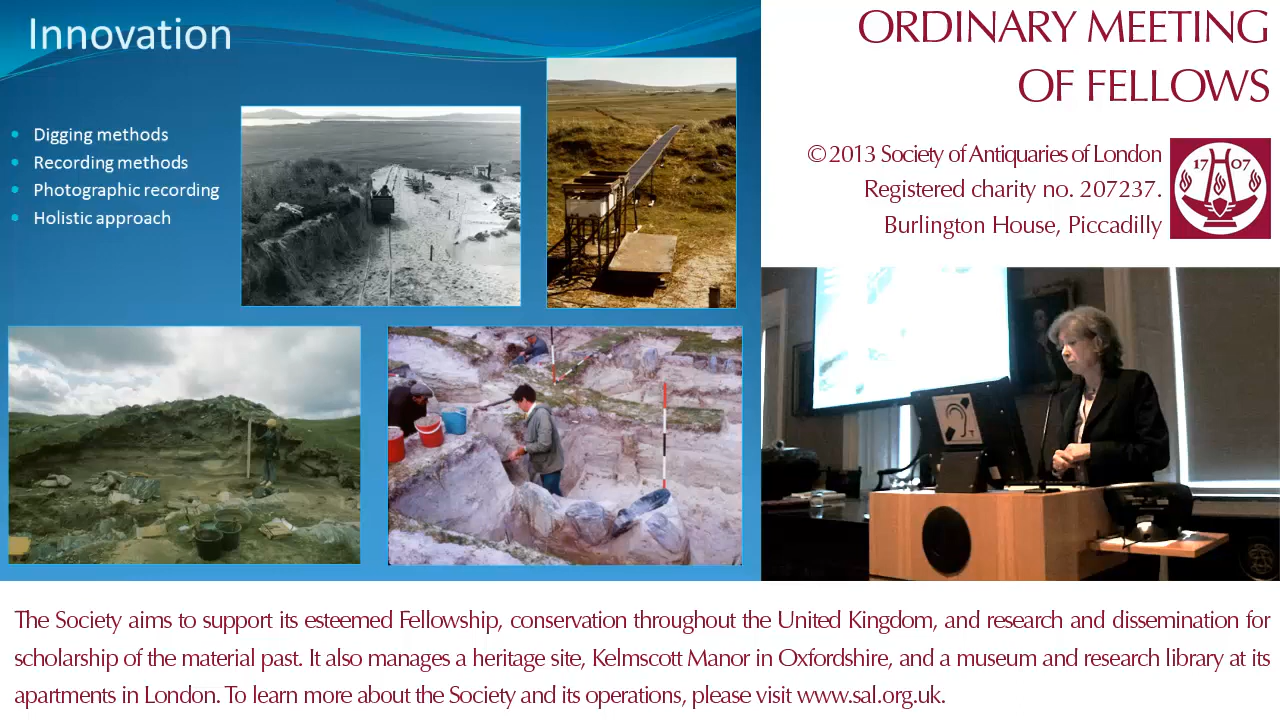 Innovation
Digging methods
Recording methods
Photographic recording
Holistic approach
ORDINARY MEETING
OF FELLOWS
© 2013 Society of Antiquaries of London
Registered charity no. 207237.
Burlington House, Piccadilly
17 07
The Society aims to support its esteemed Fellowship, conservation throughout the United Kingdom, and research and dissemination for
scholarship of the material past. It also manages a heritage site, Kelmscott Manor in Oxfordshire, and a museum and research library at its
apartments in London. To learn more about the Society and its operations, please visit www.sal.org.uk.